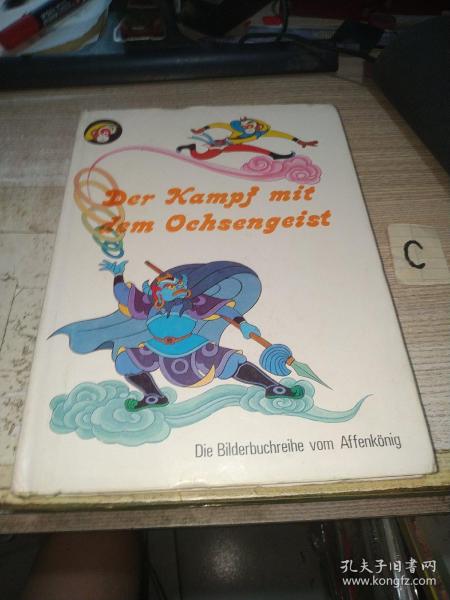 Der Kampf mit
dem Ochsengeist
Die Bilderbuchreihe vom Affenkönig
C
孔夫子旧书网
www.kongfz.com